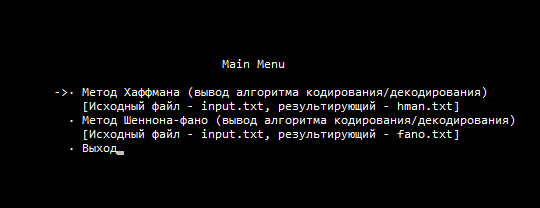 Main Menu
->· Метод Хаффмана (вывод алгоритма кодирования/декодирования)
[Исходный файл - input.txt, результирующий - hman.txt]
· Метод Шеннона-фано (вывод алгоритма кодирования/декодирования)
[Исходный файл - input.txt, результирующий - fano.txt]
· Выход_